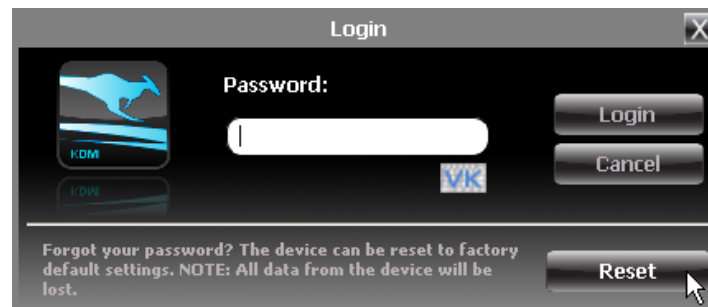 Login
X
Password:
Login
KDM
VK
Cancel
KDM
Forgot your password? The device can be reset to factory
default settings. NOTE: All data from the device will be
lost.
Reset